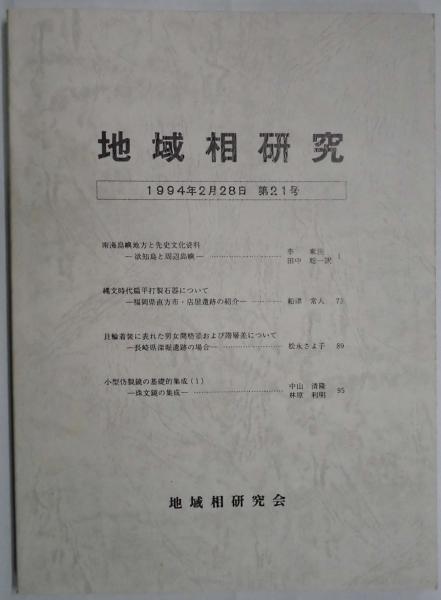 地域相研究
1994年2月28日 第21号
南海島嶼地方と先史文化資料
―欲知島と周辺島嶼― 李 東注
田中 聡一訳 1
縄文時代扁平打製石器について
―福岡県直方市・店屋遺跡の紹介― 船津 常人 73
貝輪着装に表れた男女間格差および階層差について
―長崎県深堀遺跡の場合― 松永さよ子 89
小型仿製鏡の基礎的集成(1)
―珠文鏡の集成― 中山 清隆
林原 利明 95
地域相研究会